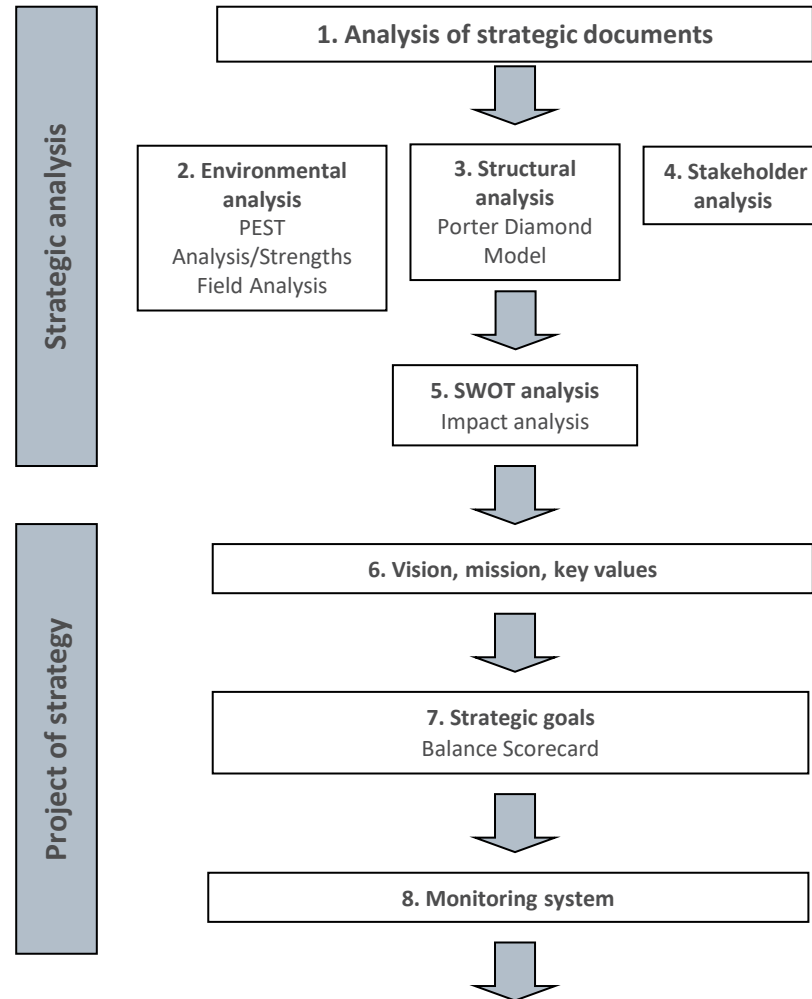 Strategic analysis
1. Analysis of strategic documents
2. Environmental
analysis
PEST
Analysis/Strengths
Field Analysis
3. Structural
analysis
Porter Diamond
Model
4. Stakeholder
analysis
5. SWOT analysis
Impact analysis
Project of strategy
6. Vision, mission, key values
7. Strategic goals
Balance Scorecard
8. Monitoring system